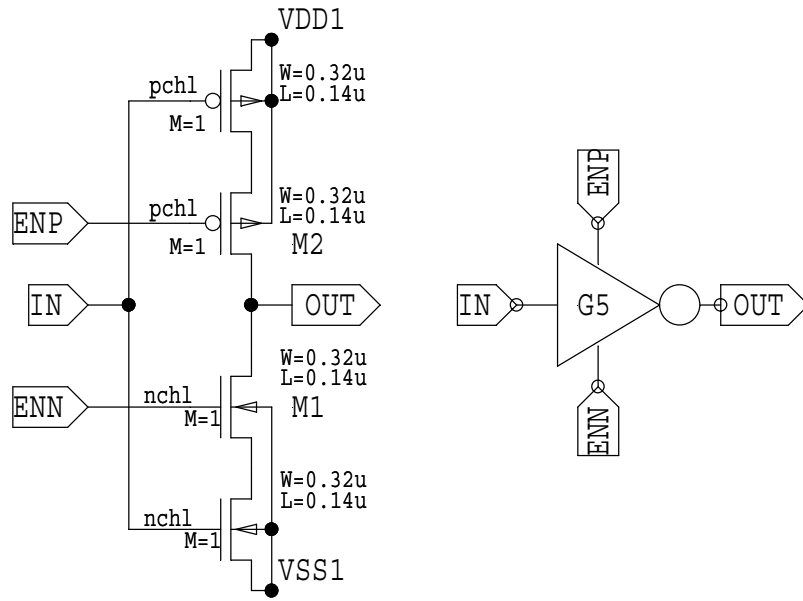 VDD1
W=0.32u
L=0.14u
pchl
M=1
W=0.32u
L=0.14u
ENP
pchl
M=1
M2
IN
OUT
W=0.32u
L=0.14u
ENN
nchl
M=1
M1
W=0.32u
L=0.14u
nchl
M=1
VSS1
ENP
IN
G5
OUT
ENN